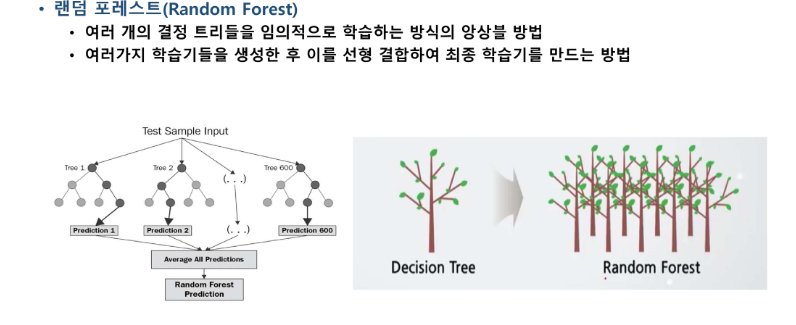 • 랜덤 포레스트(Random Forest)
• 여러 개의 결정 트리들을 임의적으로 학습하는 방식의 앙상블 방법
• 여러가지 학습기들을 생성한 후 이를 선형 결합하여 최종 학습기를 만드는 방법
Test Sample Input
Tree 1
Tree 2
(. . .)
Tree 600
Prediction 1
Prediction 2
(. . .)
Prediction 600
Average All Predictions
Random Forest
Prediction
Decision Tree
Random Forest